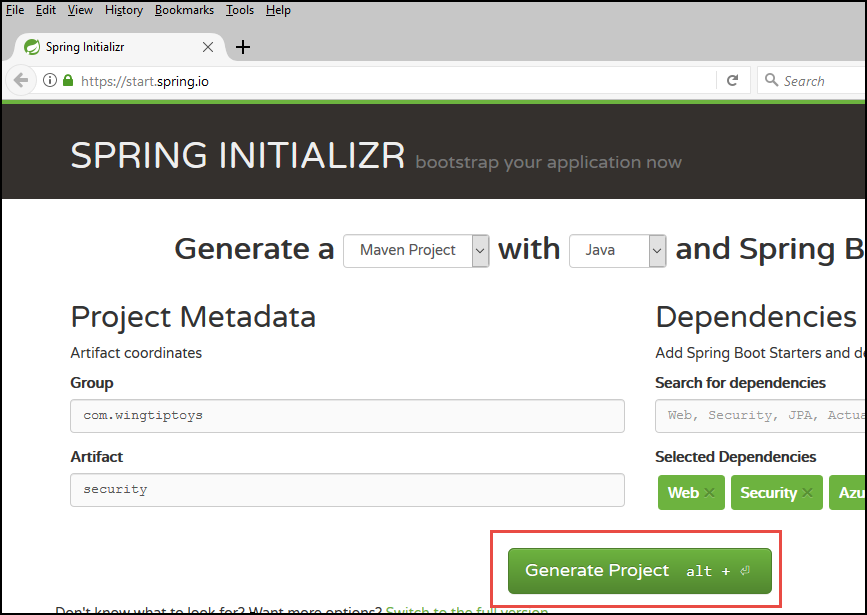 File Edit View History Bookmarks Tools Help
Spring Initializr
https://start.spring.io
Search
SPRING INITIALIZR bootstrap your application now
Generate a Maven Project with Java and Spring B
Project Metadata
Dependencies
Artifact coordinates
Add Spring Boot Starters and de
Group
Search for dependencies
com.wingtiptoys
Web, Security, JPA, Actua
Artifact
Selected Dependencies
security
Web Security Azu
Generate Project alt + ⏎
Don't know what to look for? Want more options? Switch to the full version.